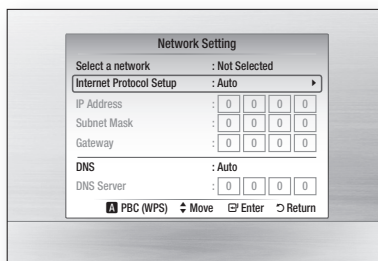 Network Setting
Select a network : Not Selected
Internet Protocol Setup : Auto
IP Address : 0 0 0 0
Subnet Mask : 0 0 0 0
Gateway : 0 0 0 0
DNS : Auto
DNS Server : 0 0 0 0
A PBC (WPS) Move Enter Return